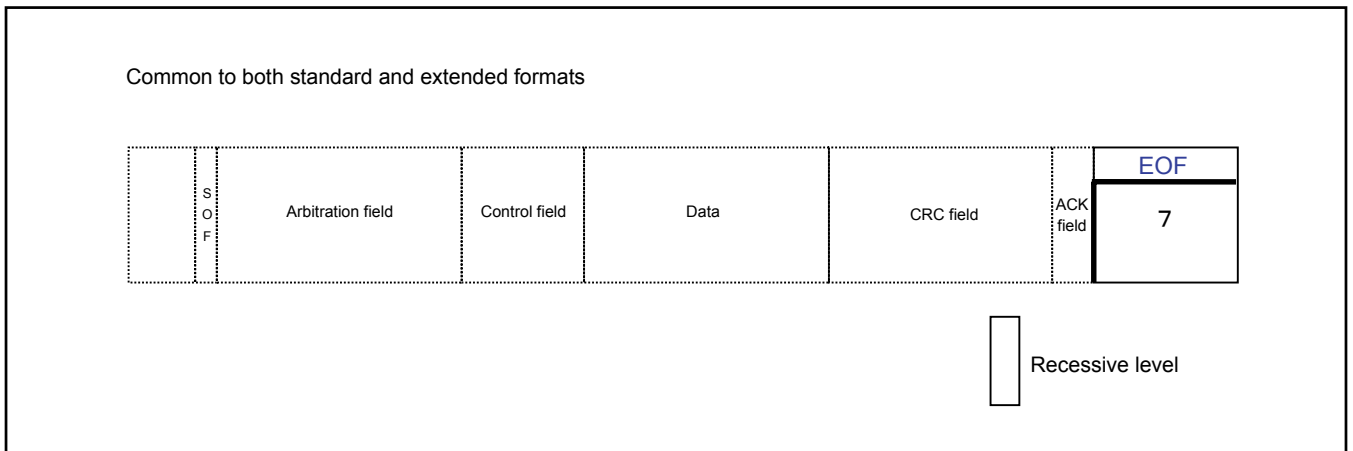 Common to both standard and extended formats
EOF
S
O
F
Arbitration field
Control field
Data
CRC field
ACK
field
7
Recessive level